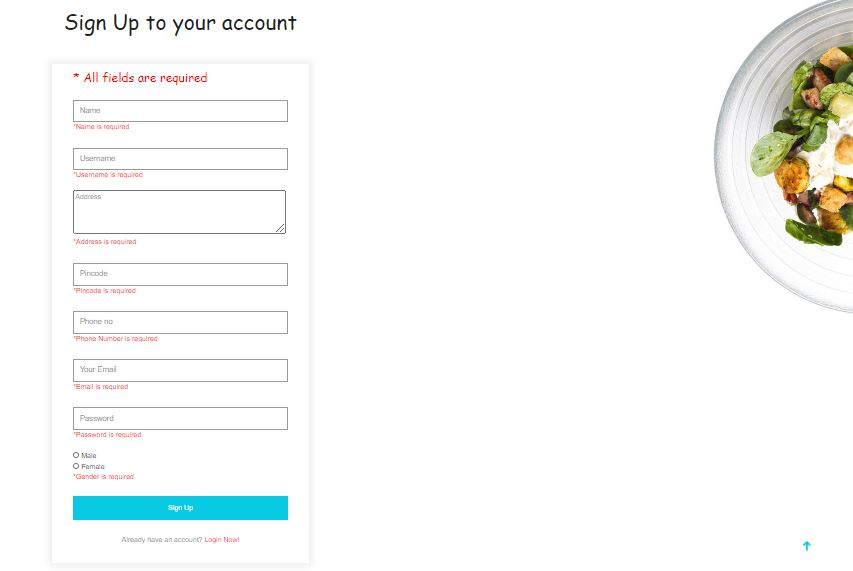 Sign Up to your account
* All fields are required
Name
*Name is required
Username
*Username is required
Address
*Address is required
Pincode
*Pincode is required
Phone no
*Phone Number is required
Your Email
*Email is required
Password
*Password is required
Male
Female
*Gender is required
Sign Up
Already have an account? Login Now!